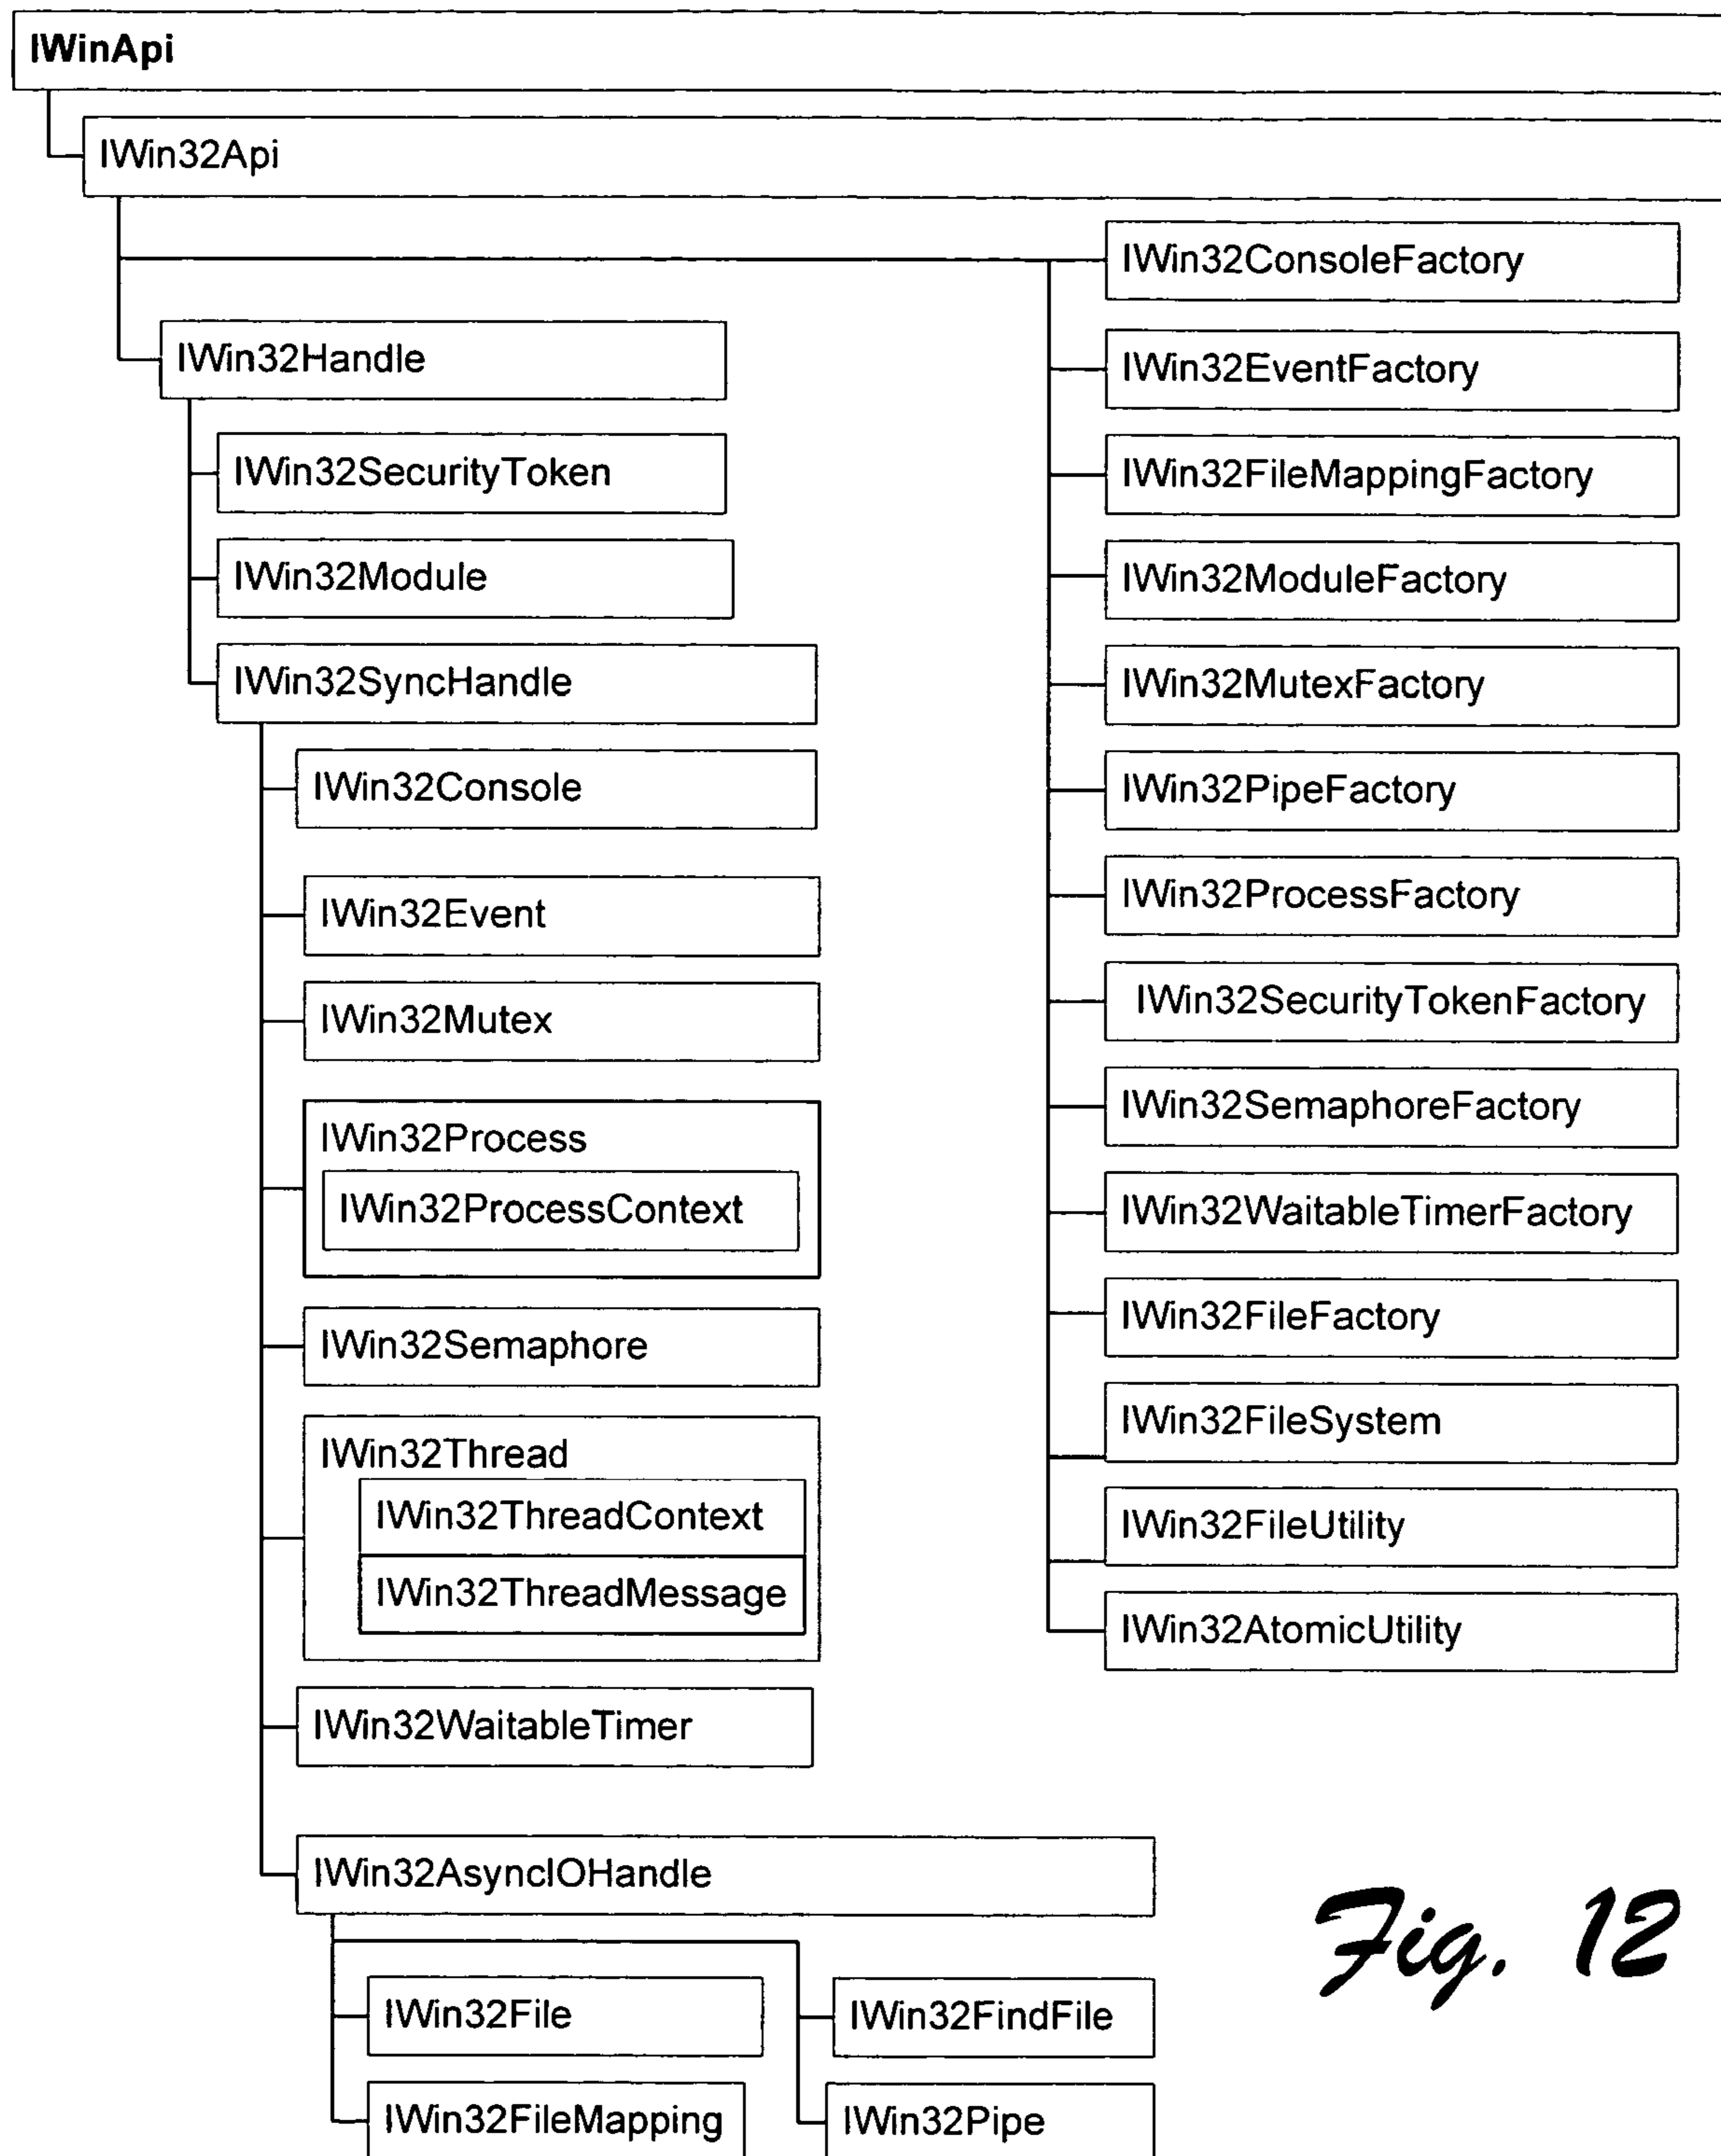 IWinApi
IWin32Api
IWin32Handle
IWin32SecurityToken
IWin32Module
IWin32SyncHandle
IWin32Console
IWin32Event
IWin32Mutex
IWin32Process
IWin32ProcessContext
IWin32Semaphore
IWin32Thread
IWin32ThreadContext
IWin32ThreadMessage
IWin32WaitableTimer
IWin32AsyncIOHandle
IWin32File
IWin32FileMapping
IWin32FindFile
IWin32Pipe
IWin32ConsoleFactory
IWin32EventFactory
IWin32FileMappingFactory
IWin32ModuleFactory
IWin32MutexFactory
IWin32PipeFactory
IWin32ProcessFactory
IWin32SecurityTokenFactory
IWin32SemaphoreFactory
IWin32WaitableTimerFactory
IWin32FileFactory
IWin32FileSystem
IWin32FileUtility
IWin32AtomicUtility
Fig. 12